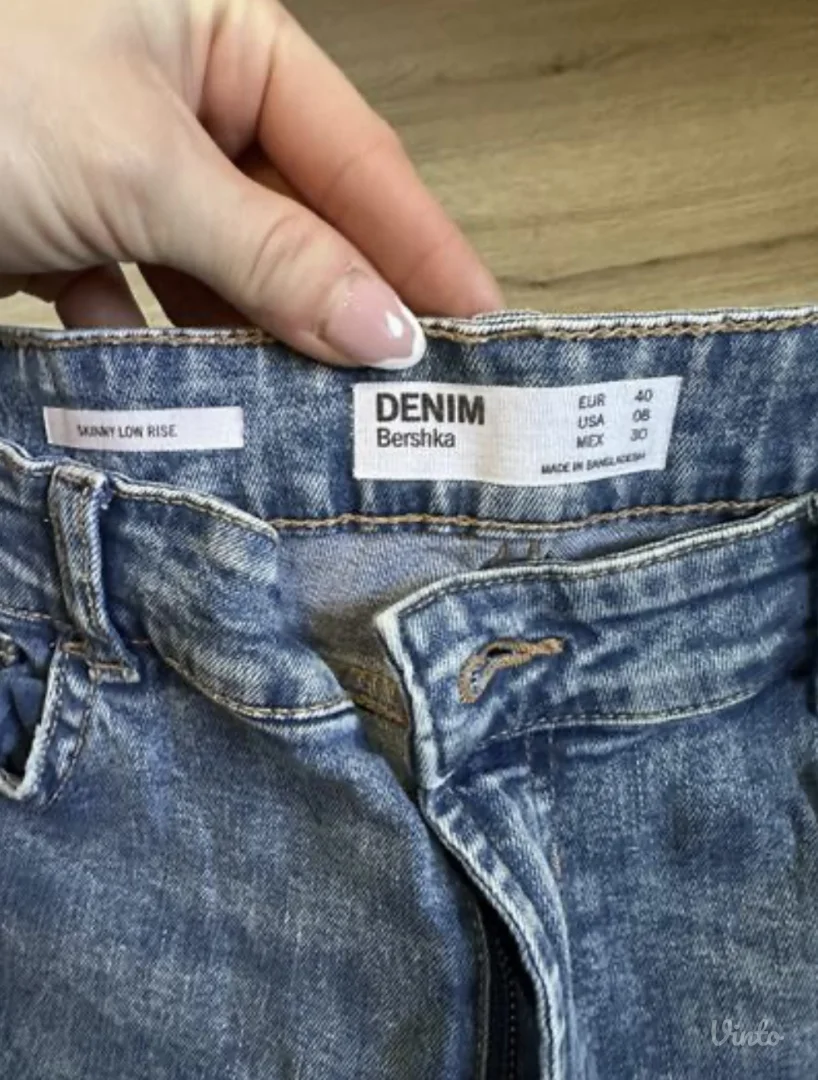 SKINNY LOW RISE
DENIM
Bershka
EUR 40
USA 08
MEX 30
MADE IN BANGLADESH
Vinto